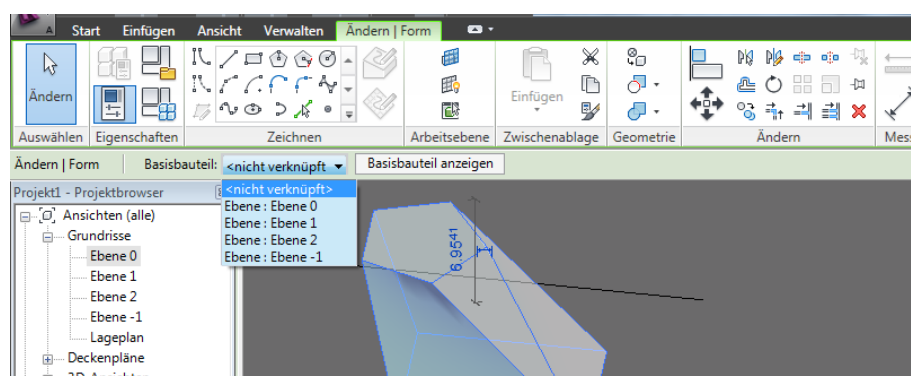 A
Start Einfügen Ansicht Verwalten Ändern | Form
Ändern
Einfügen
Auswählen Eigenschaften Zeichnen Arbeitsebene Zwischenablage Geometrie Ändern Mes
Ändern | Form Basisbauteil: <nicht verknüpft Basisbauteil anzeigen
Projekt1 - Projektbrowser
<nicht verknüpft>
Ebene : Ebene 0
Ebene : Ebene 1
Ebene : Ebene 2
Ebene : Ebene -1
Ansichten (alle)
Grundrisse
Ebene 0
Ebene 1
Ebene 2
Ebene -1
Lageplan
Deckenpläne
3D-Ansichten
6.95⁴¹